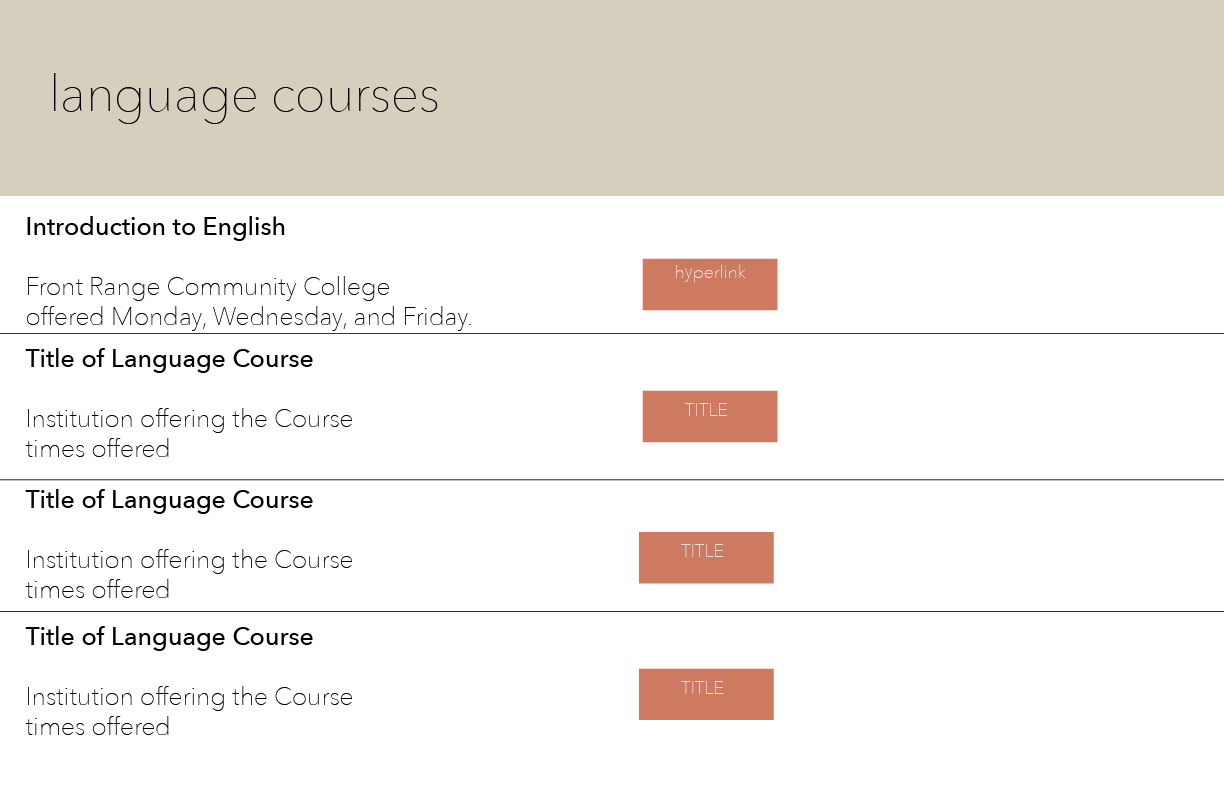 language courses
Introduction to English
Front Range Community College
hyperlink
offered Monday, Wednesday, and Friday.
Title of Language Course
Institution offering the Course
TITLE
times offered
Title of Language Course
Institution offering the Course
TITLE
times offered
Title of Language Course
Institution offering the Course
TITLE
times offered